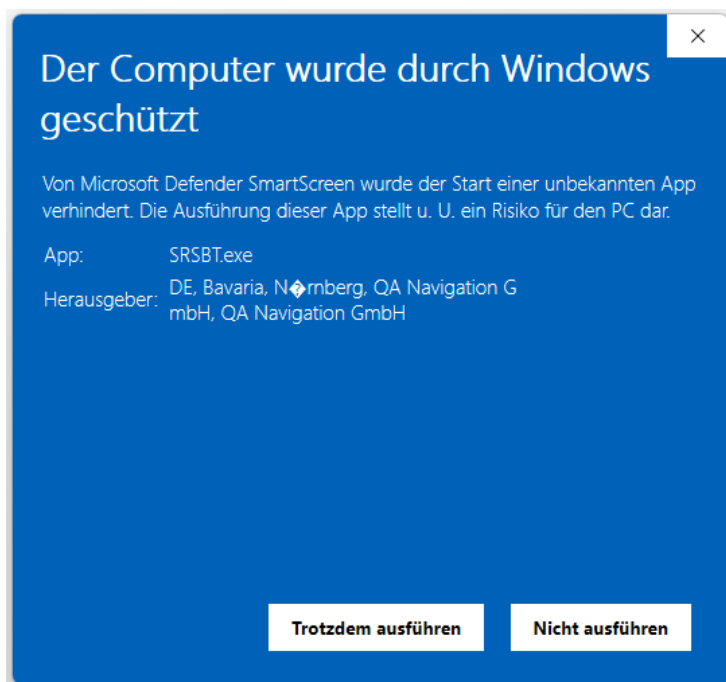 Der Computer wurde durch Windows
geschützt
Von Microsoft Defender SmartScreen wurde der Start einer unbekannten App
verhindert. Die Ausführung dieser App stellt u. U. ein Risiko für den PC dar.
App: SRSBT.exe
Herausgeber: DE, Bavaria, N�rnberg, QA Navigation G
mbH, QA Navigation GmbH
Trotzdem ausführen Nicht ausführen